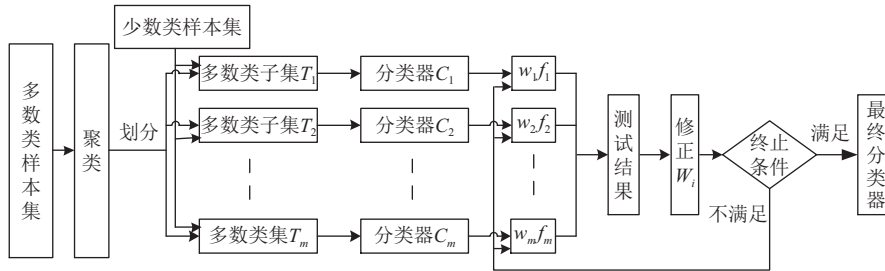 少数类样本集
多数类样本集
聚类
划分
多数类子集T₁
分类器C₁
w₁f₁
多数类子集T₂
分类器C₂
w₂f₂
多数类集Tₘ
分类器Cₘ
wₘfₘ
测试结果
修正Wᵢ
终止
条件
满足
不满足
最终分类器